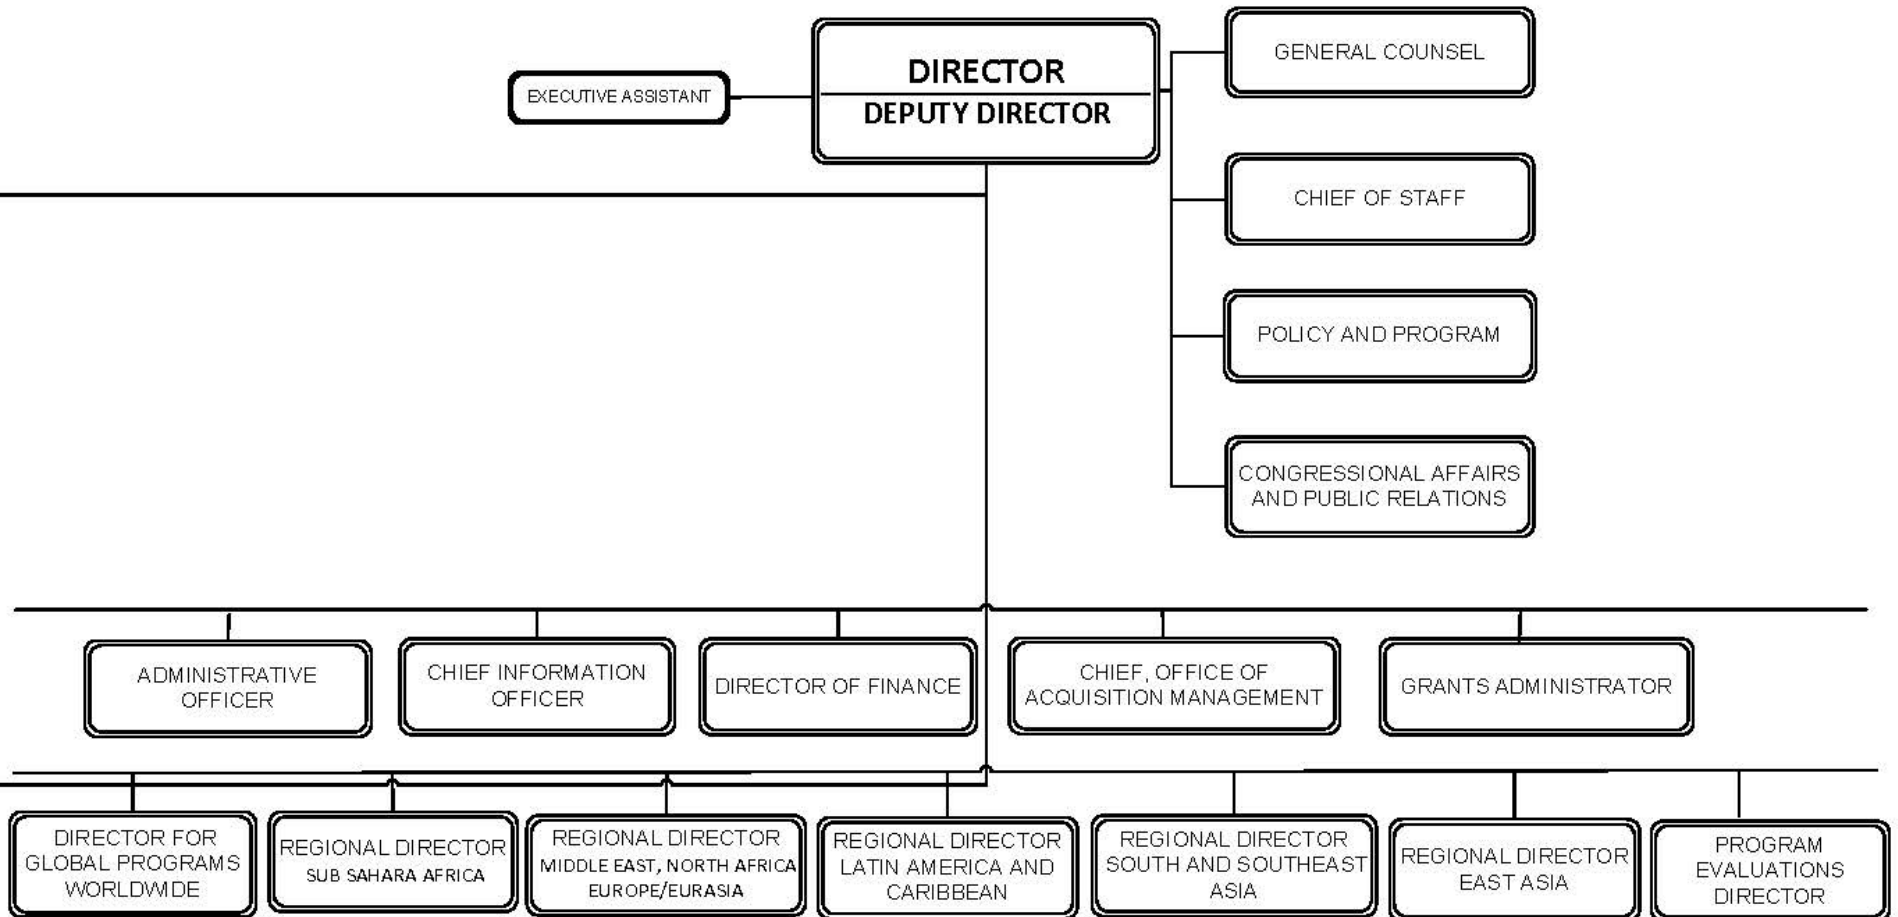 DIRECTOR
DEPUTY DIRECTOR
EXECUTIVE ASSISTANT
GENERAL COUNSEL
CHIEF OF STAFF
POLICY AND PROGRAM
CONGRESSIONAL AFFAIRS
AND PUBLIC RELATIONS
ADMINISTRATIVE
OFFICER
CHIEF INFORMATION
OFFICER
DIRECTOR OF FINANCE
CHIEF, OFFICE OF
ACQUISITION MANAGEMENT
GRANTS ADMINISTRATOR
DIRECTOR FOR
GLOBAL PROGRAMS
WORLDWIDE
REGIONAL DIRECTOR
SUB SAHARA AFRICA
REGIONAL DIRECTOR
MIDDLE EAST, NORTH AFRICA
EUROPE/EURASIA
REGIONAL DIRECTOR
LATIN AMERICA AND
CARIBBEAN
REGIONAL DIRECTOR
SOUTH AND SOUTHEAST
ASIA
REGIONAL DIRECTOR
EAST ASIA
PROGRAM
EVALUATIONS
DIRECTOR